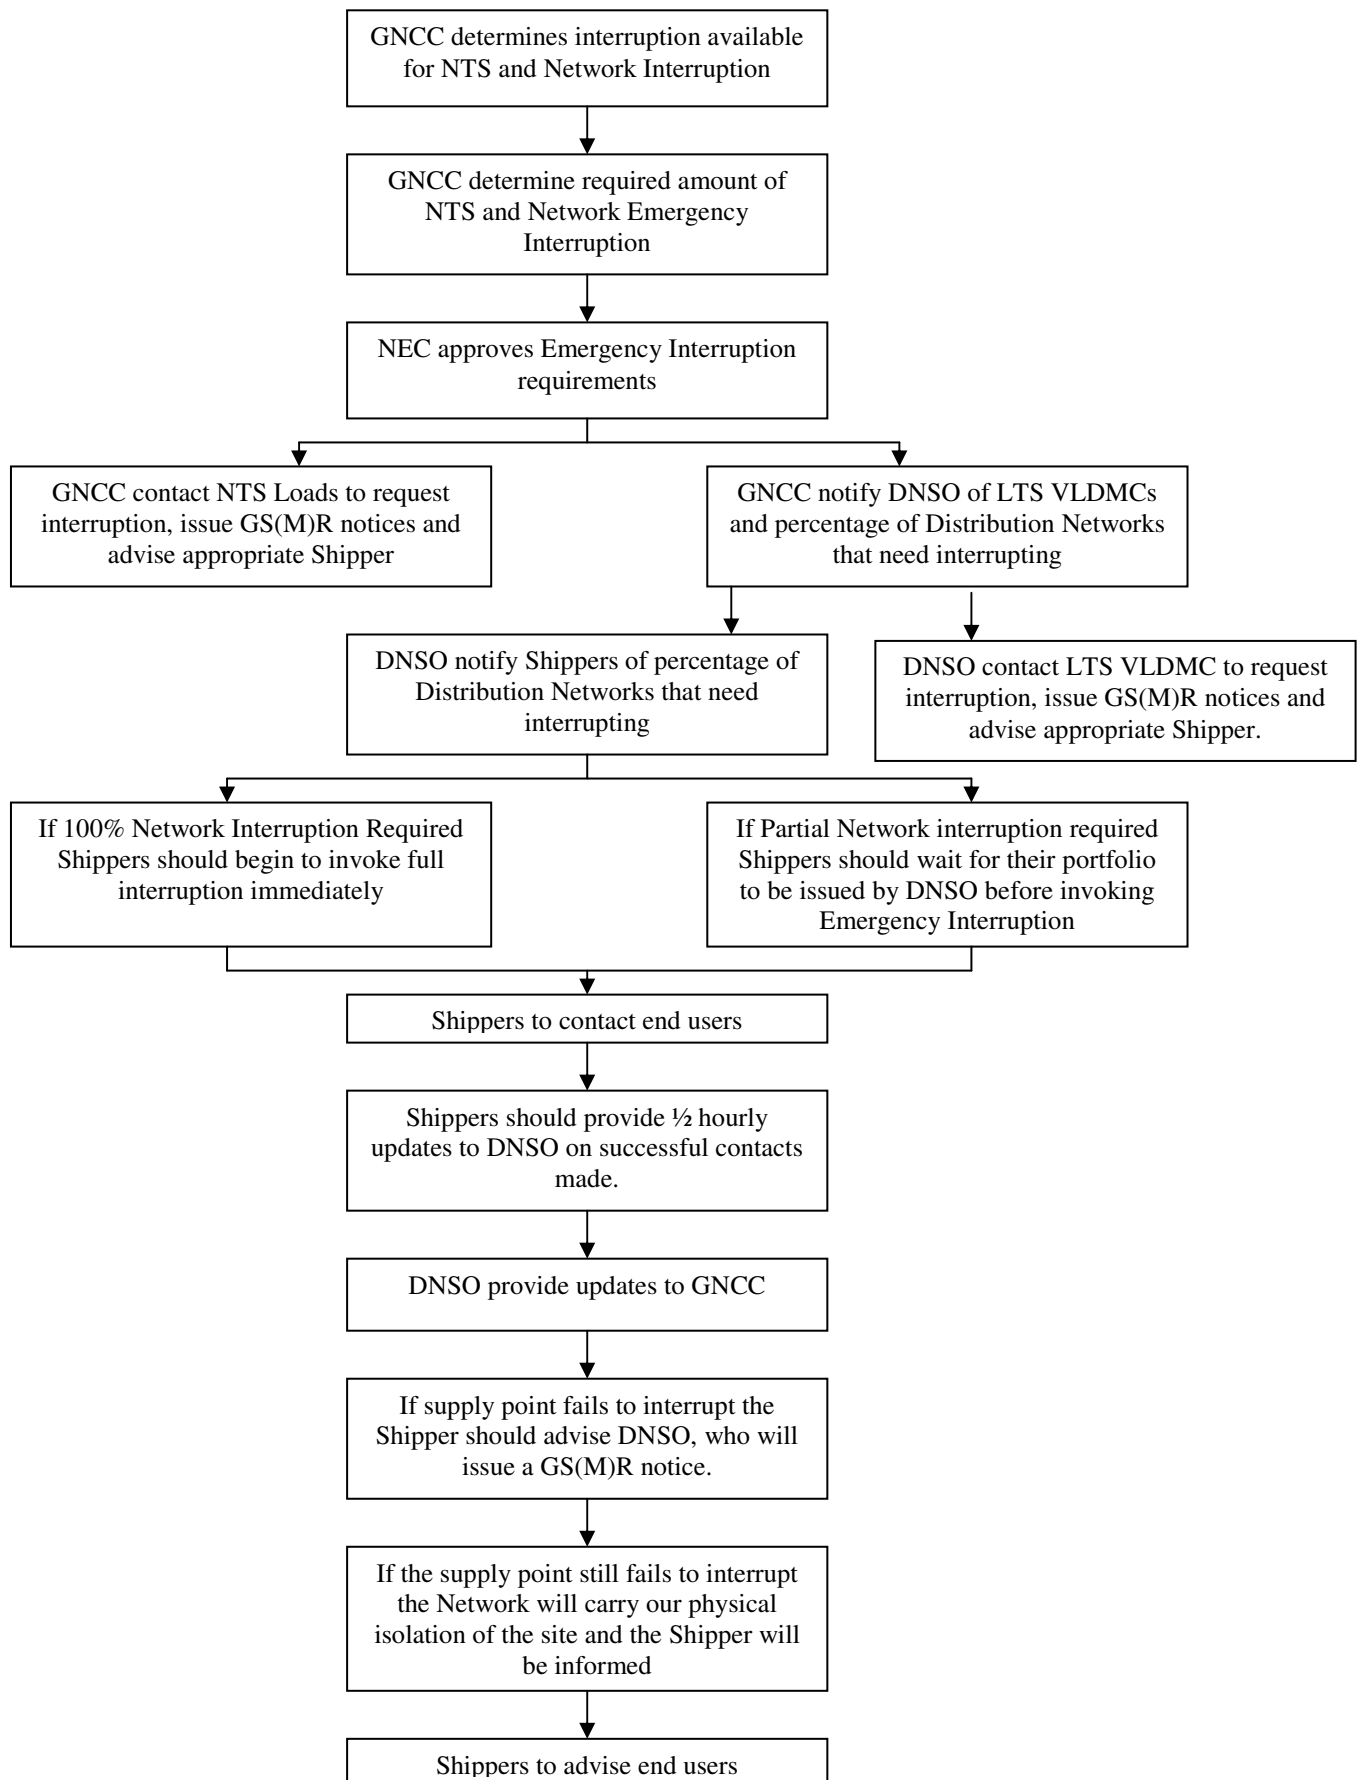 GNCC determines interruption available
for NTS and Network Interruption
GNCC determine required amount of
NTS and Network Emergency
Interruption
NEC approves Emergency Interruption
requirements
GNCC contact NTS Loads to request
interruption, issue GS(M)R notices and
advise appropriate Shipper
GNCC notify DNSO of LTS VLDMCs
and percentage of Distribution Networks
that need interrupting
DNSO notify Shippers of percentage of
Distribution Networks that need
interrupting
DNSO contact LTS VLDMC to request
interruption, issue GS(M)R notices and
advise appropriate Shipper.
If 100% Network Interruption Required
Shippers should begin to invoke full
interruption immediately
If Partial Network interruption required
Shippers should wait for their portfolio
to be issued by DNSO before invoking
Emergency Interruption
Shippers to contact end users
Shippers should provide ½ hourly
updates to DNSO on successful contacts
made.
DNSO provide updates to GNCC
If supply point fails to interrupt the
Shipper should advise DNSO, who will
issue a GS(M)R notice.
If the supply point still fails to interrupt
the Network will carry our physical
isolation of the site and the Shipper will
be informed
Shippers to advise end users